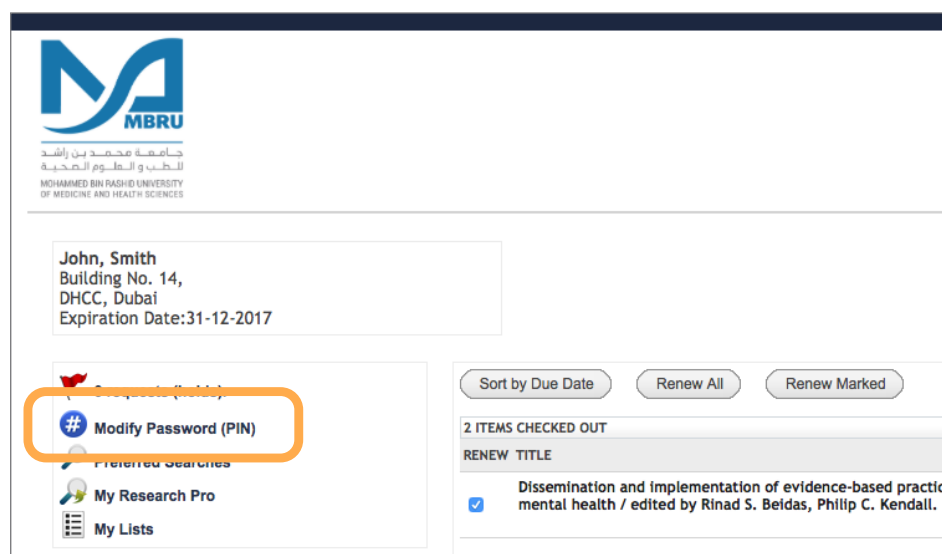 MBRU
جامعة محمد بن راشد
للطب و العلوم الصحية
MOHAMMED BIN RASHID UNIVERSITY
OF MEDICINE AND HEALTH SCIENCES
John, Smith
Building No. 14,
DHCC, Dubai
Expiration Date:31-12-2017
# Modify Password (PIN)
Preferred Searches
My Research Pro
My Lists
Sort by Due Date Renew All Renew Marked
2 ITEMS CHECKED OUT
RENEW TITLE
Dissemination and implementation of evidence-based practic
mental health / edited by Rinad S. Beidas, Philip C. Kendall.